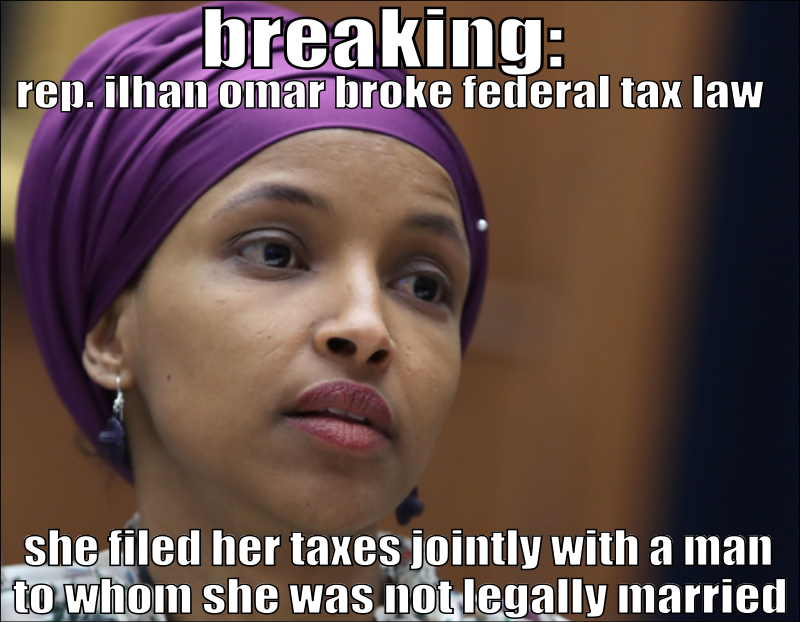 breaking:
rep. ilhan omar broke federal tax law
she filed her taxes jointly with a man
to whom she was not legally married